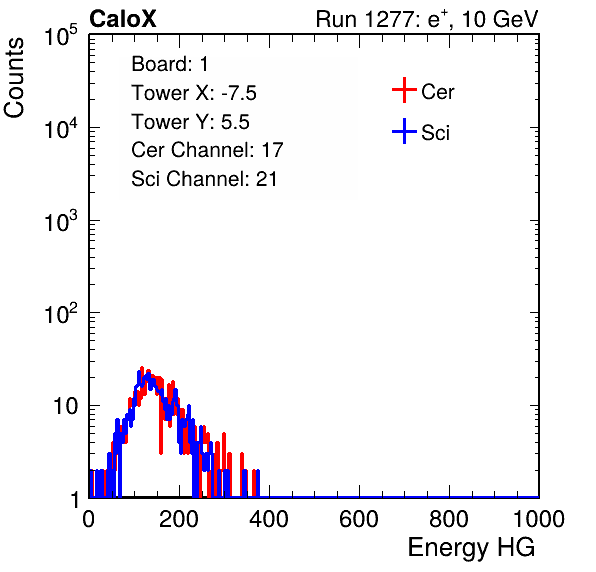 CaloX Run 1277: e⁺, 10 GeV
Counts
Board: 1
Tower X: -7.5
Tower Y: 5.5
Cer Channel: 17
Sci Channel: 21
Cer
Sci
10⁵
10⁴
10³
10²
10
1
0 200 400 600 800 1000
Energy HG